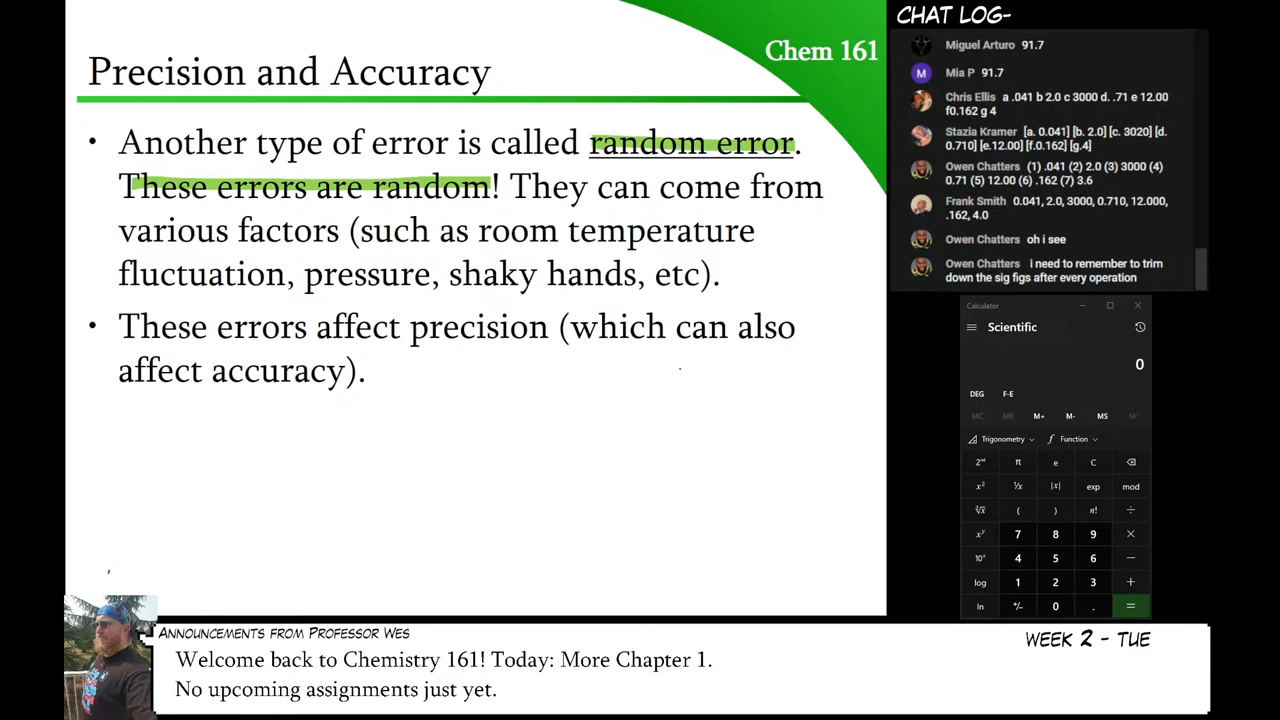 Precision and Accuracy
Chem 161
• Another type of error is called random error.
These errors are random! They can come from
various factors (such as room temperature
fluctuation, pressure, shaky hands, etc).
• These errors affect precision (which can also
affect accuracy).
CHAT LOG-
Miguel Arturo 91.7
M Mia P 91.7
Chris Ellis a .041 b 2.0 c 3000 d. .71 e 12.00
f0.162 g 4
Stazia Kramer [a. 0.041] [b. 2.0] [c. 3020] [d.
0.710] [e.12.00] [f.0.162] [g.4]
Owen Chatters (1) .041 (2) 2.0 (3) 3000 (4)
0.71 (5) 12.00 (6) .162 (7) 3.6
Frank Smith 0.041, 2.0, 3000, 0.710, 12.000,
.162, 4.0
Owen Chatters oh i see
Owen Chatters i need to remember to trim
down the sig figs after every operation
Calculator
Scientific
0
DEG F-E
MC MR M+ M- MS M˅
Trigonometry Function
2ⁿᵈ π e C
x² ¹/x |x| exp mod
²√x ( ) n! ÷
xʸ 7 8 9 ×
10ˣ 4 5 6 −
log 1 2 3 +
ln +/− 0 . =
Announcements from Professor Wes
WEEK 2 - TUE
Welcome back to Chemistry 161! Today: More Chapter 1.
No upcoming assignments just yet.